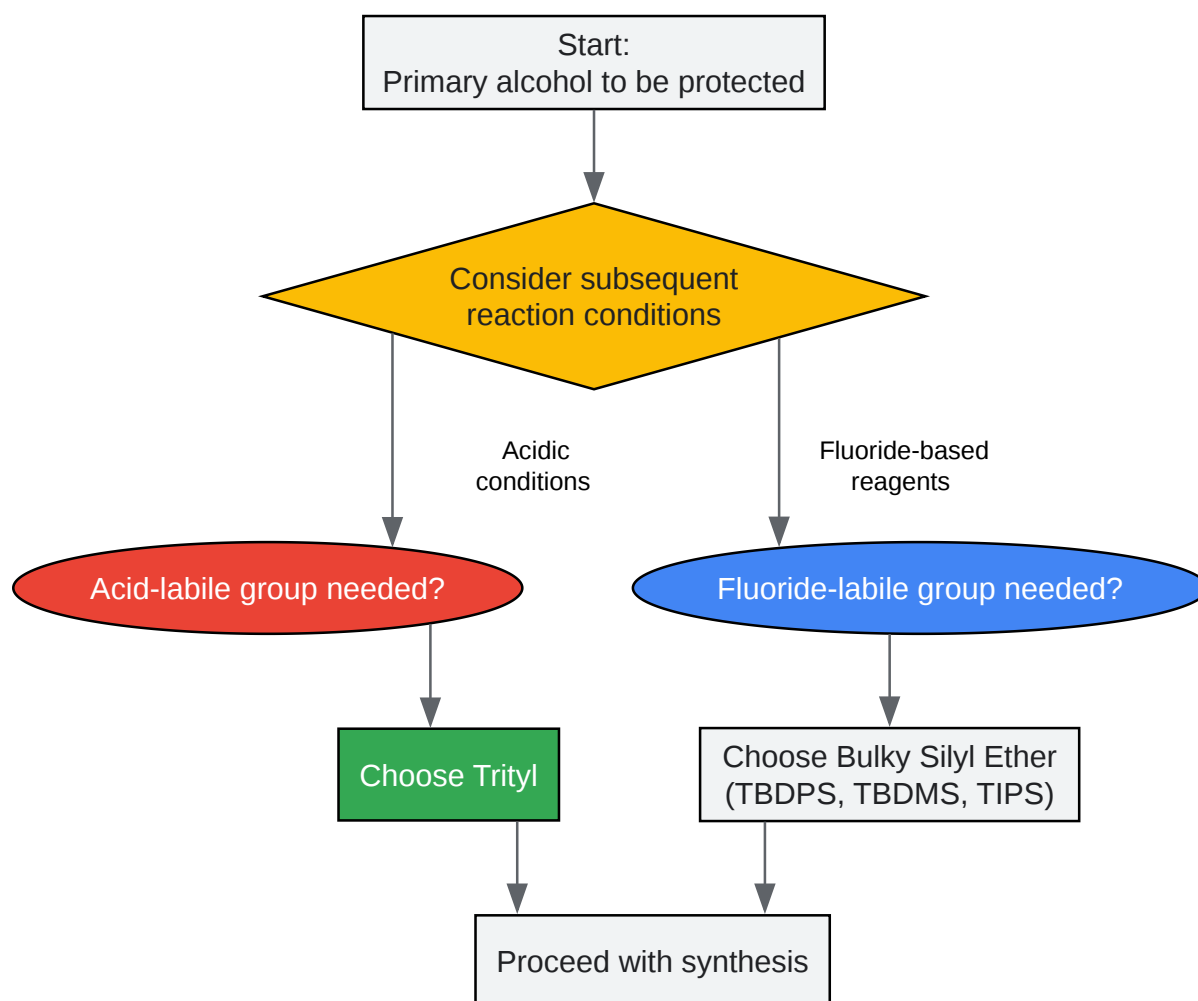 Start:
Primary alcohol to be protected
Consider subsequent
reaction conditions
Acidic
conditions
Fluoride-based
reagents
Acid-labile group needed?
Fluoride-labile group needed?
Choose Trityl
Choose Bulky Silyl Ether
(TBDPS, TBDMS, TIPS)
Proceed with synthesis